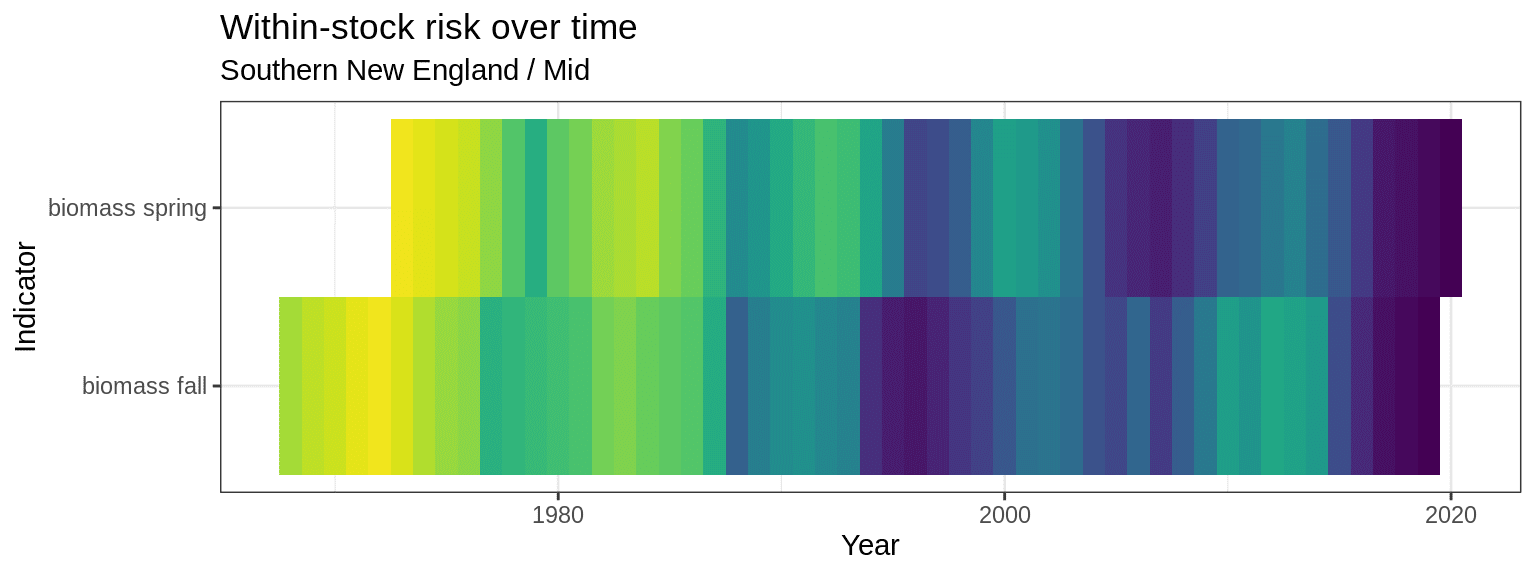 Within-stock risk over time
Southern New England / Mid
Indicator
biomass spring
biomass fall
1980
2000
2020
Year